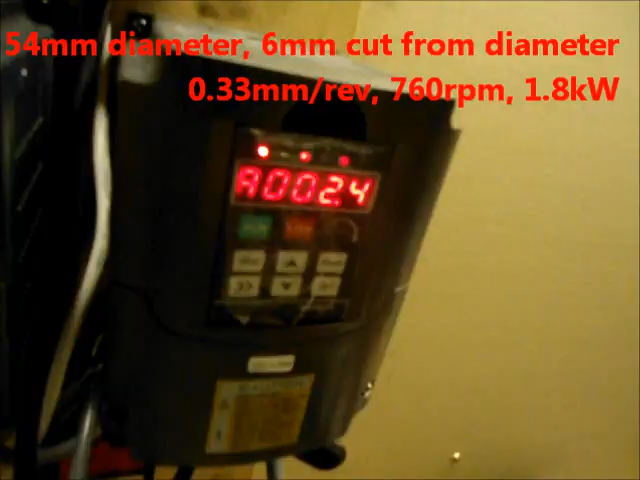 54mm diameter, 6mm cut from diameter
0.33mm/rev, 760rpm, 1.8kW
A002.4